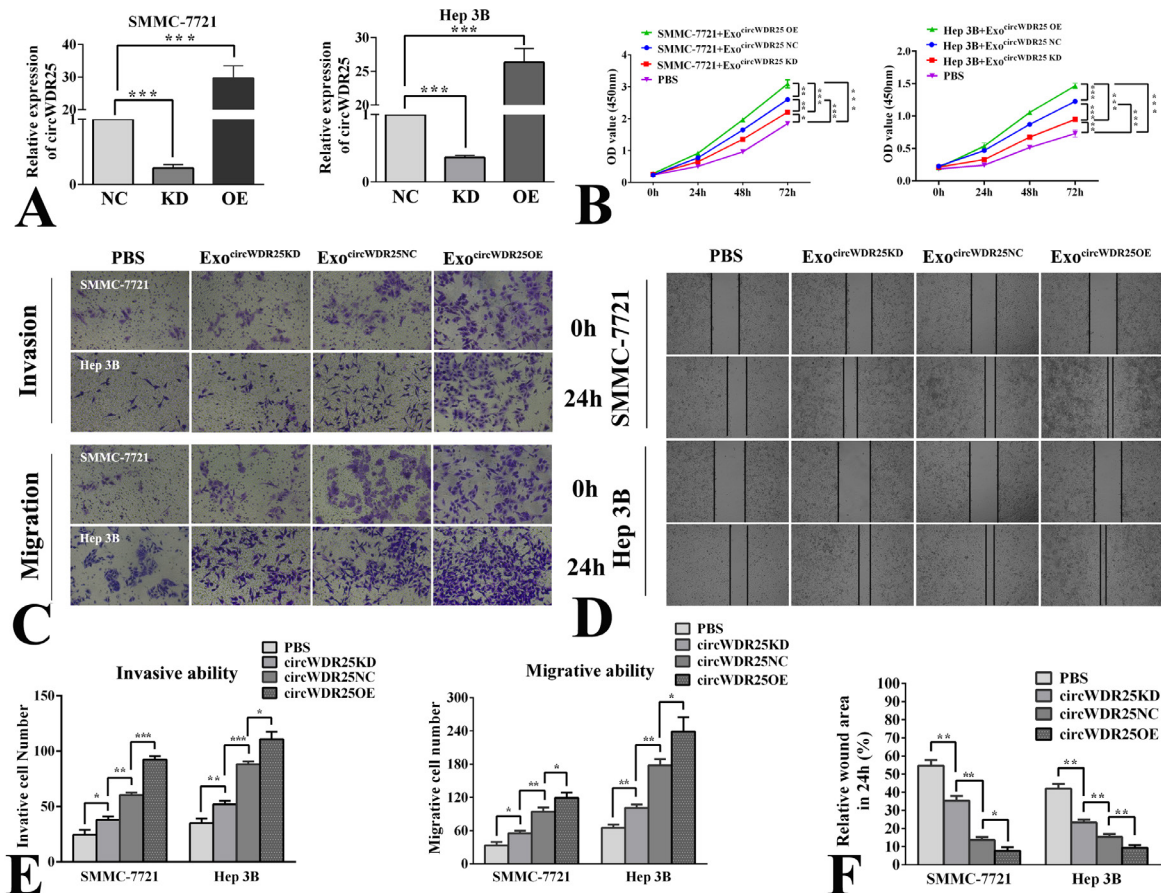 SMMC-7721
Relative expression
of circWDR25
40
30
20
10
1
0
***
***
NC KD OE
Hep 3B
Relative expression
of circWDR25
30
25
20
15
10
1
0
***
***
NC KD OE
A
SMMC-7721+Exo circWDR25 OE
SMMC-7721+Exo circWDR25 NC
SMMC-7721+Exo circWDR25 KD
PBS
OD value (450nm)
4
3
2
1
0
0h 24h 48h 72h
Hep 3B+Exo circWDR25 OE
Hep 3B+Exo circWDR25 NC
Hep 3B+Exo circWDR25 KD
PBS
OD value (450nm)
2.0
1.5
1.0
0.5
0.0
0h 24h 48h 72h
B
PBS Exo circWDR25KD Exo circWDR25NC Exo circWDR25OE
Invasion
SMMC-7721
Hep 3B
Migration
SMMC-7721
Hep 3B
C
PBS Exo circWDR25KD Exo circWDR25NC Exo circWDR25OE
SMMC-7721
0h
24h
Hep 3B
0h
24h
D
Invasive ability
PBS
circWDR25KD
circWDR25NC
circWDR25OE
Invative cell Number
150
100
50
0
* ** ***
** *** *
SMMC-7721 Hep 3B
E
Migrative ability
PBS
circWDR25KD
circWDR25NC
circWDR25OE
Migrative cell number
300
240
180
120
60
0
* ** *
** ** *
SMMC-7721 Hep 3B
PBS
circWDR25KD
circWDR25NC
circWDR25OE
Relative wound area
in 24h (%)
100
90
80
70
60
50
40
30
20
10
0
** ** *
** ** **
SMMC-7721 Hep 3B
F